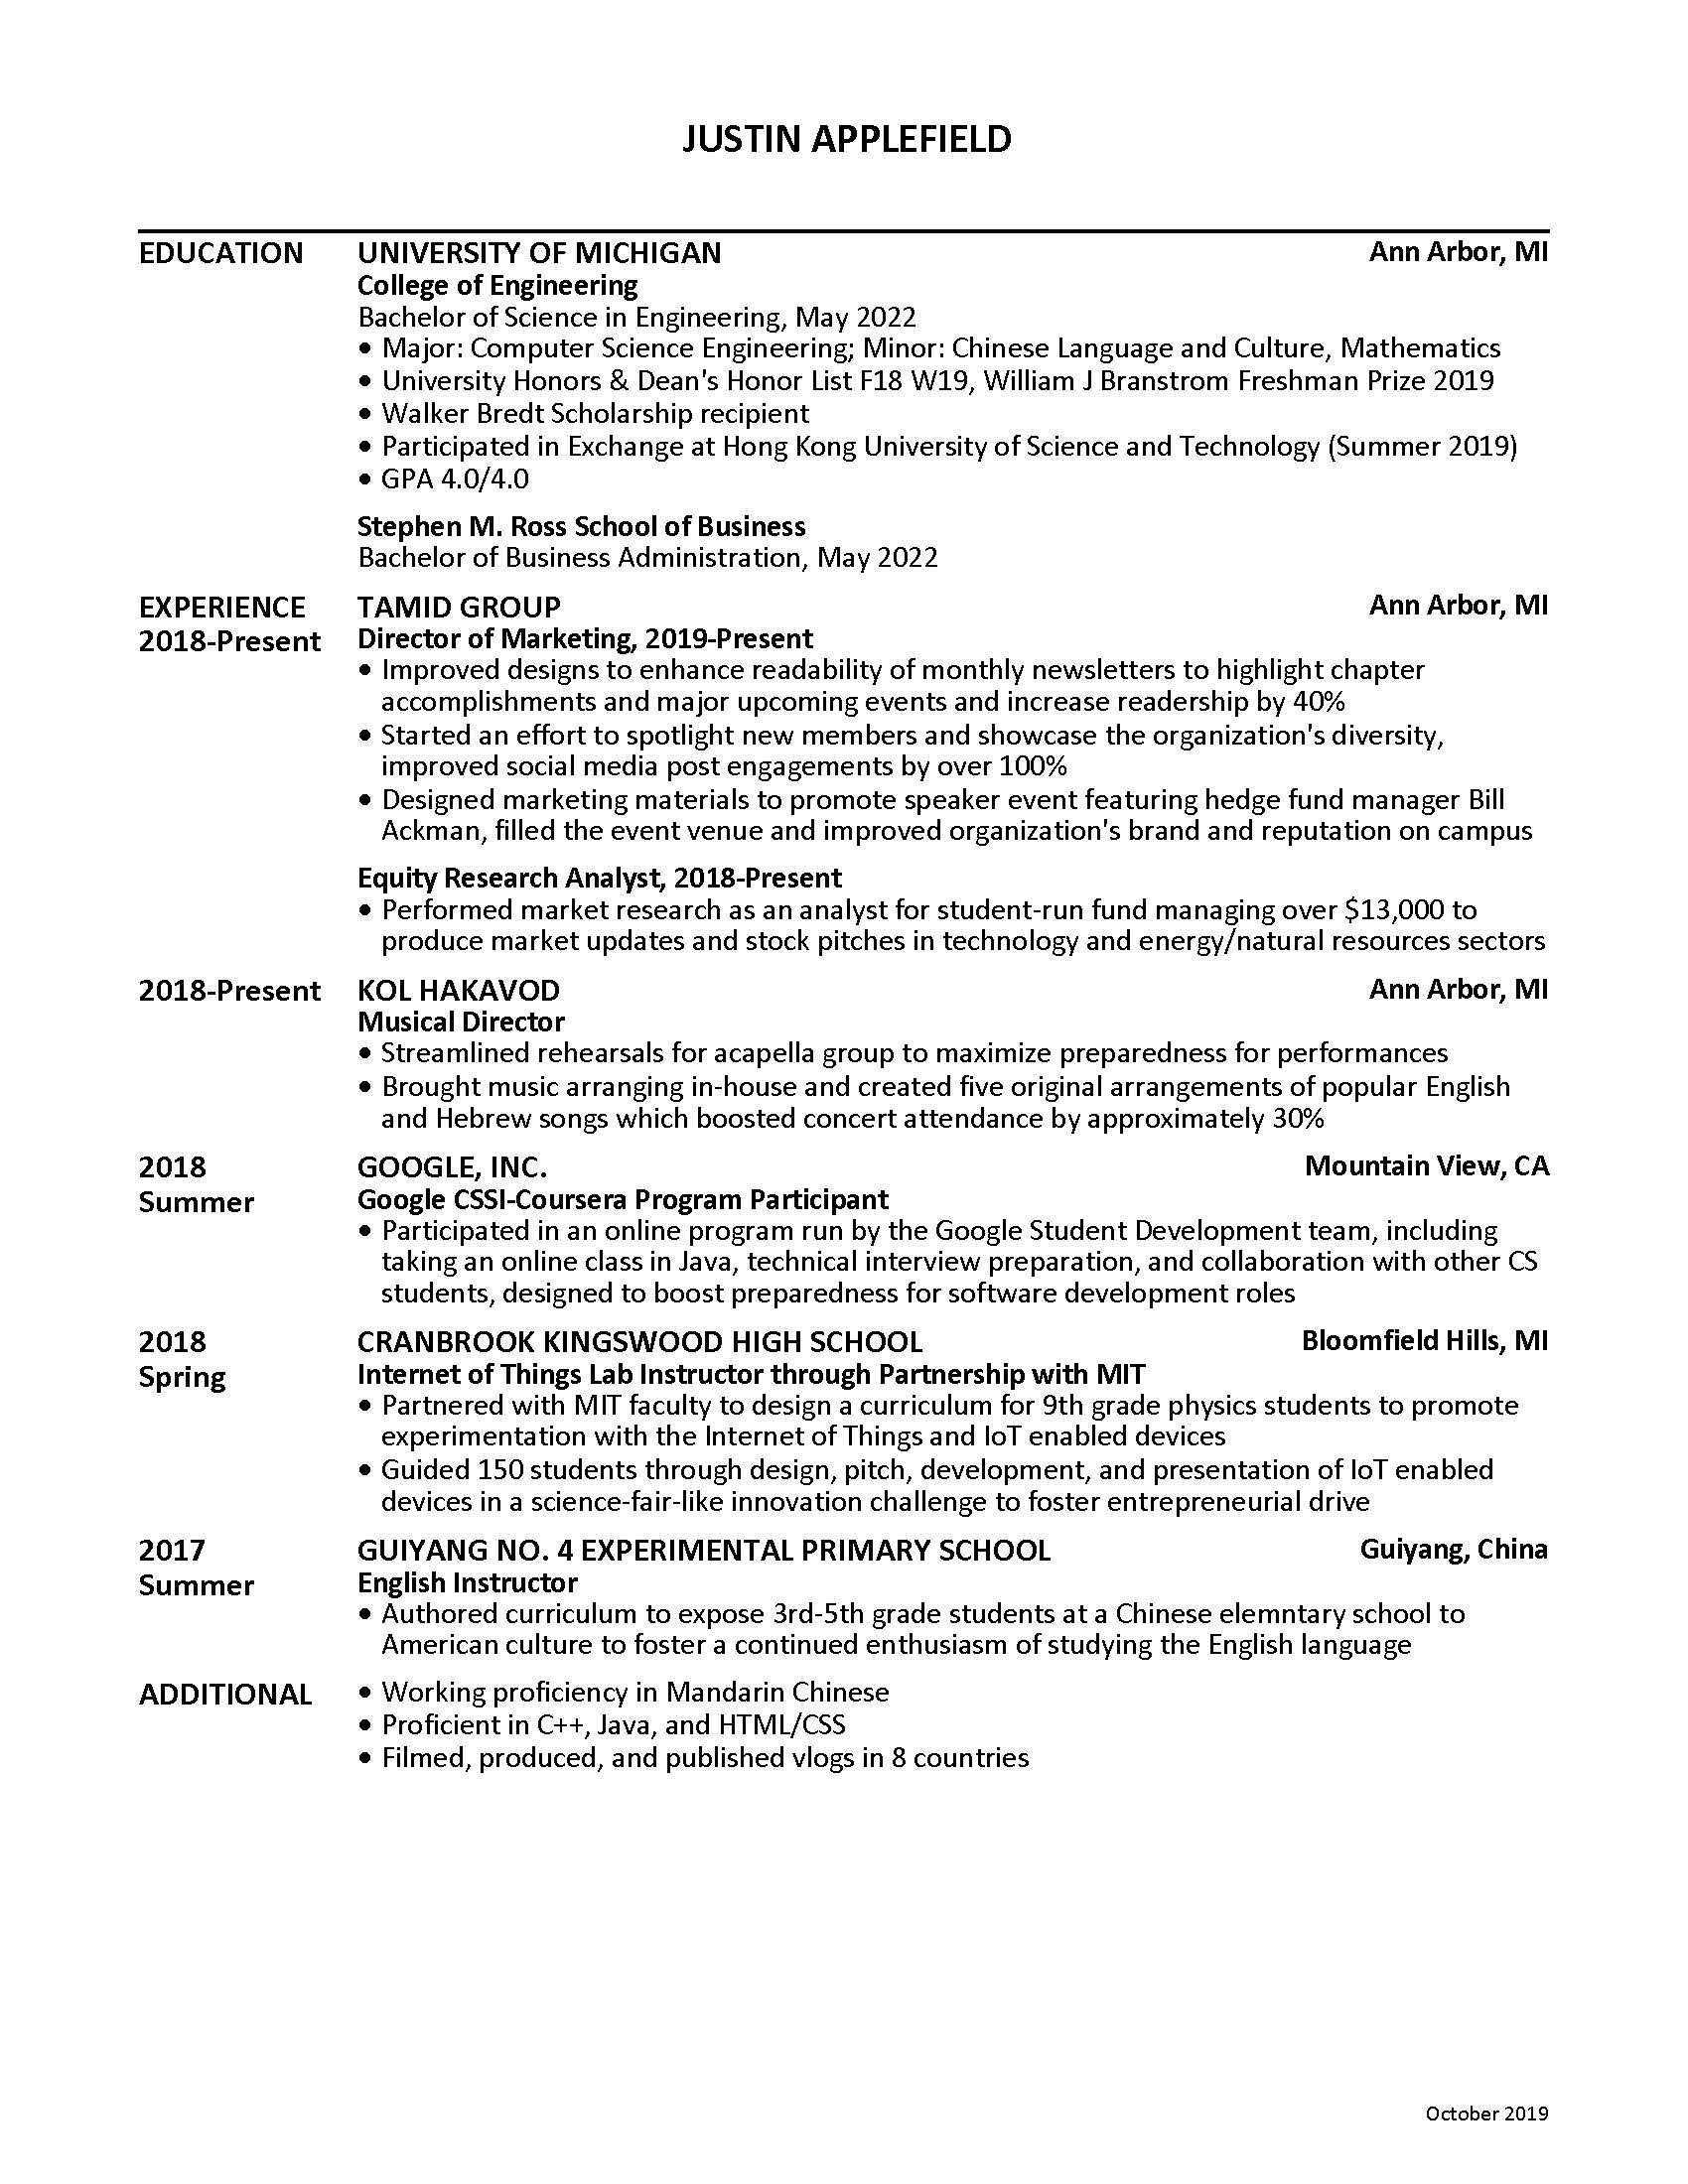 JUSTIN APPLEFIELD
EDUCATION UNIVERSITY OF MICHIGAN Ann Arbor, MI
College of Engineering
Bachelor of Science in Engineering, May 2022
• Major: Computer Science Engineering; Minor: Chinese Language and Culture, Mathematics
• University Honors & Dean's Honor List F18 W19, William J Branstrom Freshman Prize 2019
• Walker Bredt Scholarship recipient
• Participated in Exchange at Hong Kong University of Science and Technology (Summer 2019)
• GPA 4.0/4.0
Stephen M. Ross School of Business
Bachelor of Business Administration, May 2022
EXPERIENCE TAMID GROUP Ann Arbor, MI
2018-Present Director of Marketing, 2019-Present
• Improved designs to enhance readability of monthly newsletters to highlight chapter
accomplishments and major upcoming events and increase readership by 40%
• Started an effort to spotlight new members and showcase the organization's diversity,
improved social media post engagements by over 100%
• Designed marketing materials to promote speaker event featuring hedge fund manager Bill
Ackman, filled the event venue and improved organization's brand and reputation on campus
Equity Research Analyst, 2018-Present
• Performed market research as an analyst for student-run fund managing over $13,000 to
produce market updates and stock pitches in technology and energy/natural resources sectors
2018-Present KOL HAKAVOD Ann Arbor, MI
Musical Director
• Streamlined rehearsals for acapella group to maximize preparedness for performances
• Brought music arranging in-house and created five original arrangements of popular English
and Hebrew songs which boosted concert attendance by approximately 30%
2018 GOOGLE, INC. Mountain View, CA
Summer Google CSSI-Coursera Program Participant
• Participated in an online program run by the Google Student Development team, including
taking an online class in Java, technical interview preparation, and collaboration with other CS
students, designed to boost preparedness for software development roles
2018 CRANBROOK KINGSWOOD HIGH SCHOOL Bloomfield Hills, MI
Spring Internet of Things Lab Instructor through Partnership with MIT
• Partnered with MIT faculty to design a curriculum for 9th grade physics students to promote
experimentation with the Internet of Things and IoT enabled devices
• Guided 150 students through design, pitch, development, and presentation of IoT enabled
devices in a science-fair-like innovation challenge to foster entrepreneurial drive
2017 GUIYANG NO. 4 EXPERIMENTAL PRIMARY SCHOOL Guiyang, China
Summer English Instructor
• Authored curriculum to expose 3rd-5th grade students at a Chinese elemntary school to
American culture to foster a continued enthusiasm of studying the English language
ADDITIONAL • Working proficiency in Mandarin Chinese
• Proficient in C++, Java, and HTML/CSS
• Filmed, produced, and published vlogs in 8 countries
October 2019